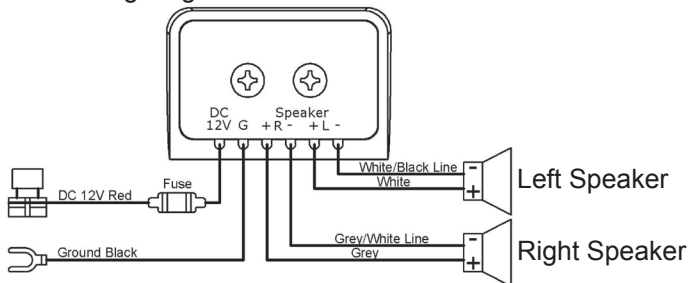 DC Speaker
12V G + R - + L -
White/Black Line
White
Left Speaker
DC 12V Red
Fuse
Grey/White Line
Grey
Right Speaker
Ground Black
- +
- +